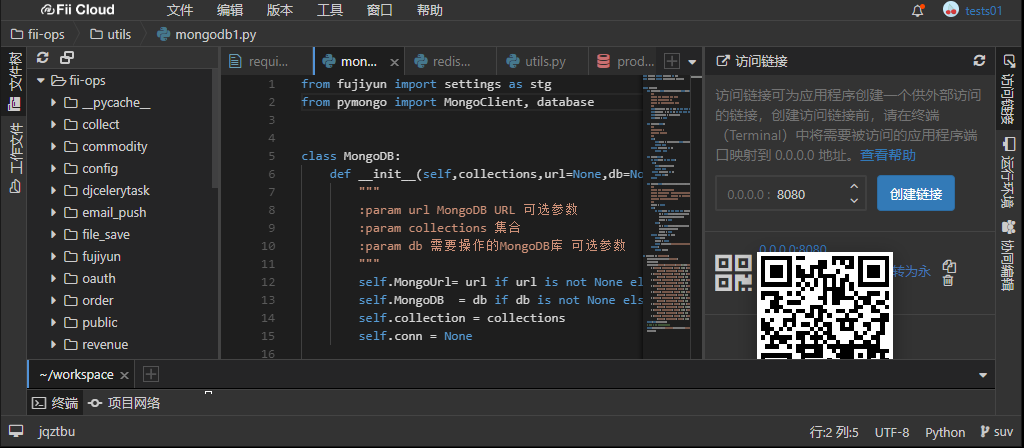 Fii Cloud 文件 编辑 版本 工具 窗口 帮助 tests01
fii-ops utils mongodb1.py
文件树
工作文件
fii-ops
__pycache__
collect
commodity
config
djcelerytask
email_push
file_save
fujiyun
oauth
order
public
revenue
requi... mon... redis... utils.py prod...
1 from fujiyun import settings as stg
2 from pymongo import MongoClient, database
3
4
5 class MongoDB:
6 def __init__(self,collections,url=None,db=No
7 """
8 :param url MongoDB URL 可选参数
9 :param collections 集合
10 :param db 需要操作的MongoDB库 可选参数
11 """
12 self.MongoUrl= url if url is not None el
13 self.MongoDB = db if db is not None els
14 self.collection = collections
15 self.conn = None
16
访问链接
访问链接可为应用程序创建一个供外部访问
的链接，创建访问链接前，请在终端
（Terminal）中将需要被访问的应用程序端
口映射到 0.0.0.0 地址。查看帮助
0.0.0.0 : 8080 创建链接
0.0.0.0:8080
转为永
访问链接
运行环境
协同编辑
~/workspace
终端 项目网络
jqztbu 行:2 列:5 UTF-8 Python suv